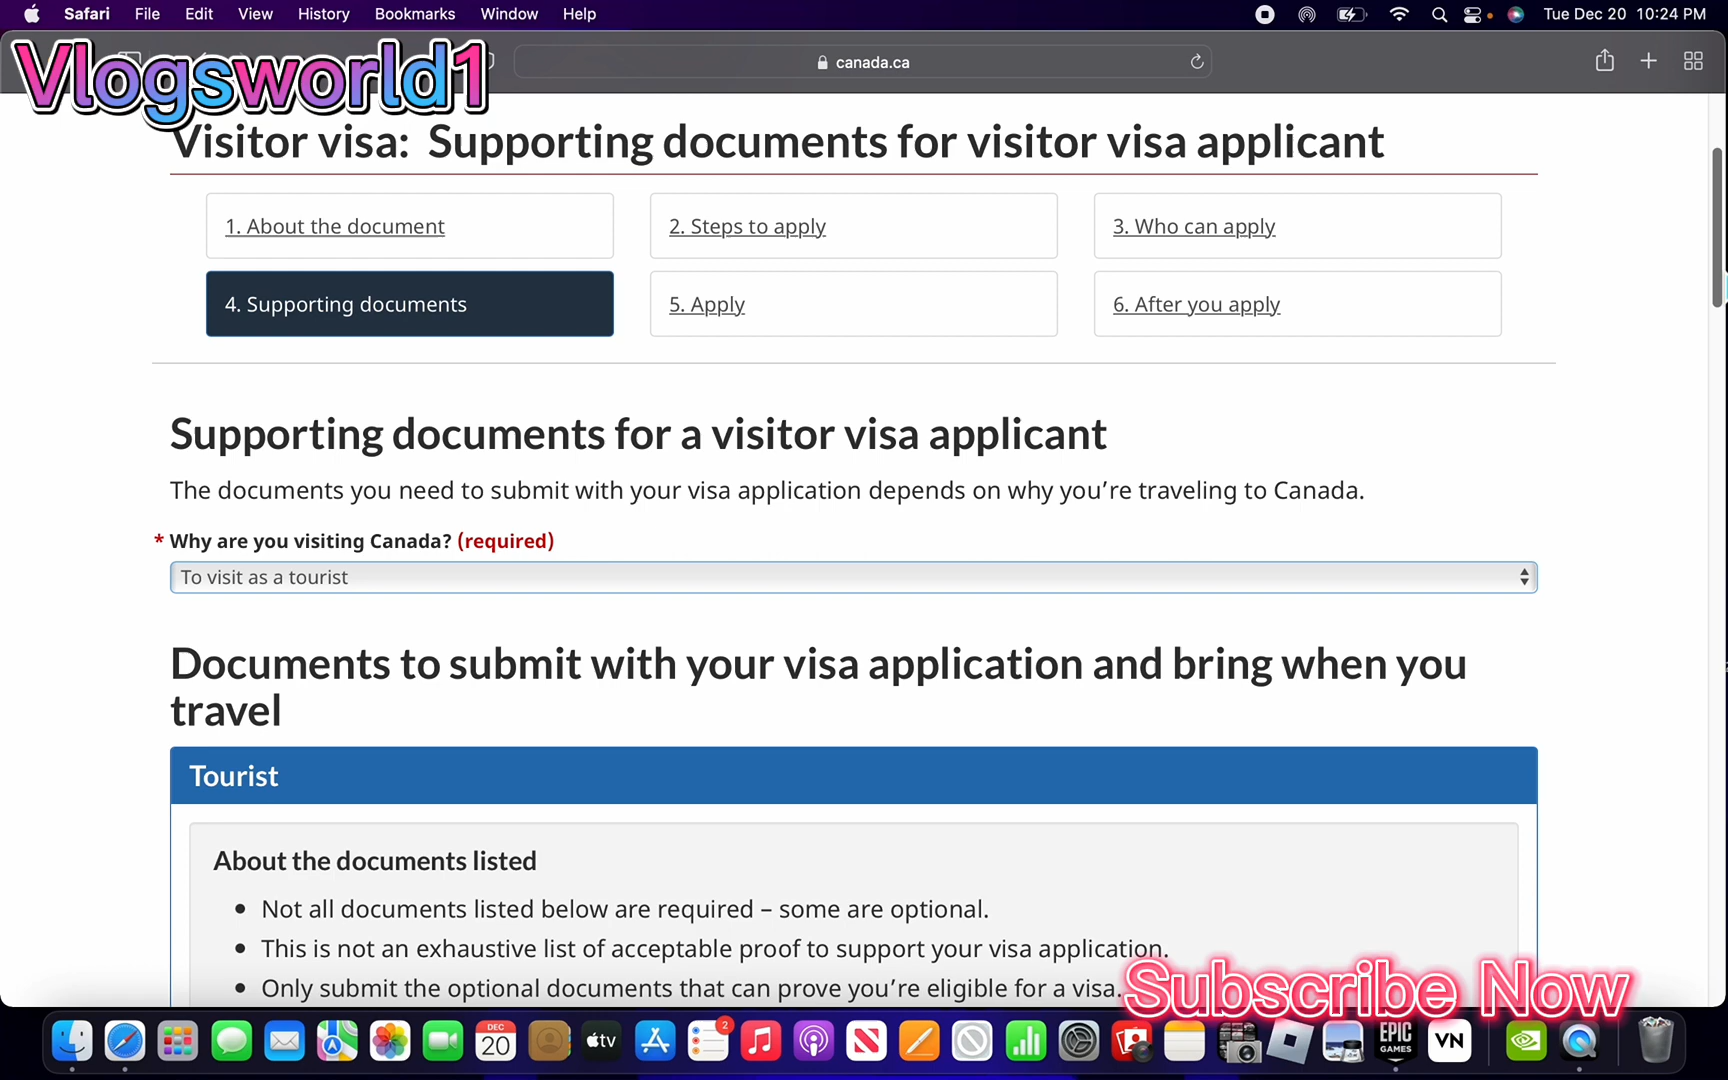 Safari File Edit View History Bookmarks Window Help Tue Dec 20 10:24 PM
Vlogsworld1
canada.ca
Visitor visa: Supporting documents for visitor visa applicant
1. About the document
2. Steps to apply
3. Who can apply
4. Supporting documents
5. Apply
6. After you apply
Supporting documents for a visitor visa applicant
The documents you need to submit with your visa application depends on why you’re traveling to Canada.
* Why are you visiting Canada? (required)
To visit as a tourist
Documents to submit with your visa application and bring when you
travel
Tourist
About the documents listed
• Not all documents listed below are required – some are optional.
• This is not an exhaustive list of acceptable proof to support your visa application.
• Only submit the optional documents that can prove you’re eligible for a visa.
Subscribe Now
DEC
20
tv
2
EPIC
GAMES
VN